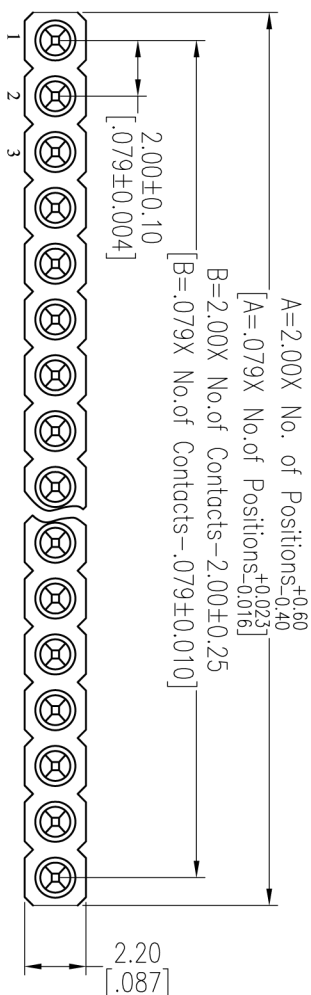 A=2.00X No. of Positions+0.60 -0.40
[A=.079X No.of Positions+0.023 -0.016]
B=2.00X No.of Contacts-2.00±0.25
[B=.079X No.of Contacts-.079±0.010]
2.00±0.10
[.079±0.004]
1 2 3
2.20
[.087]